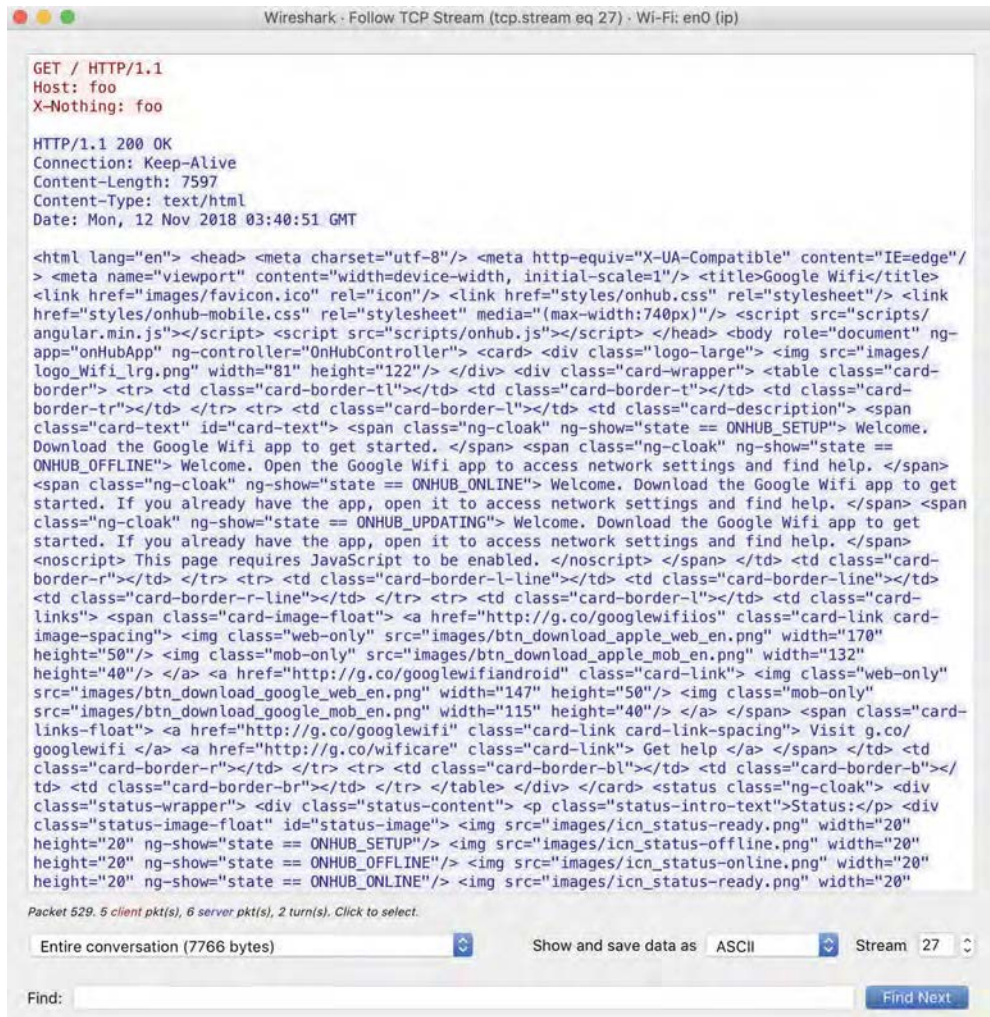 Wireshark · Follow TCP Stream (tcp.stream eq 27) · Wi-Fi: en0 (ip)
GET / HTTP/1.1
Host: foo
X-Nothing: foo
HTTP/1.1 200 OK
Connection: Keep-Alive
Content-Length: 7597
Content-Type: text/html
Date: Mon, 12 Nov 2018 03:40:51 GMT
<html lang="en"> <head> <meta charset="utf-8"/> <meta http-equiv="X-UA-Compatible" content="IE=edge"/
> <meta name="viewport" content="width=device-width, initial-scale=1"/> <title>Google Wifi</title>
<link href="images/favicon.ico" rel="icon"/> <link href="styles/onhub.css" rel="stylesheet"/> <link
href="styles/onhub-mobile.css" rel="stylesheet" media="(max-width:740px)"/> <script src="scripts/
angular.min.js"></script> <script src="scripts/onhub.js"></script> </head> <body role="document" ng-
app="onHubApp" ng-controller="OnHubController"> <card> <div class="logo-large"> <img src="images/
logo_Wifi_lrg.png" width="81" height="122"/> </div> <div class="card-wrapper"> <table class="card-
border"> <tr> <td class="card-border-tl"></td> <td class="card-border-t"></td> <td class="card-
border-tr"></td> </tr> <tr> <td class="card-border-l"></td> <td class="card-description"> <span
class="card-text" id="card-text"> <span class="ng-cloak" ng-show="state == ONHUB_SETUP"> Welcome.
Download the Google Wifi app to get started. </span> <span class="ng-cloak" ng-show="state ==
ONHUB_OFFLINE"> Welcome. Open the Google Wifi app to access network settings and find help. </span>
<span class="ng-cloak" ng-show="state == ONHUB_ONLINE"> Welcome. Download the Google Wifi app to get
started. If you already have the app, open it to access network settings and find help. </span> <span
class="ng-cloak" ng-show="state == ONHUB_UPDATING"> Welcome. Download the Google Wifi app to get
started. If you already have the app, open it to access network settings and find help. </span>
<noscript> This page requires JavaScript to be enabled. </noscript> </span> </td> <td class="card-
border-r"></td> </tr> <tr> <td class="card-border-l-line"></td> <td class="card-border-line"></td>
<td class="card-border-r-line"></td> </tr> <tr> <td class="card-border-l"></td> <td class="card-
links"> <span class="card-image-float"> <a href="http://g.co/googlewifiios" class="card-link card-
image-spacing"> <img class="web-only" src="images/btn_download_apple_web_en.png" width="170"
height="50"/> <img class="mob-only" src="images/btn_download_apple_mob_en.png" width="132"
height="40"/> </a> <a href="http://g.co/googlewifiandroid" class="card-link"> <img class="web-only"
src="images/btn_download_google_web_en.png" width="147" height="50"/> <img class="mob-only"
src="images/btn_download_google_mob_en.png" width="115" height="40"/> </a> </span> <span class="card-
links-float"> <a href="http://g.co/googlewifi" class="card-link card-link-spacing"> Visit g.co/
googlewifi </a> <a href="http://g.co/wificare" class="card-link"> Get help </a> </span> </td> <td
class="card-border-r"></td> </tr> <tr> <td class="card-border-bl"></td> <td class="card-border-b"></
td> <td class="card-border-br"></td> </tr> </table> </div> </card> <status class="ng-cloak"> <div
class="status-wrapper"> <div class="status-content"> <p class="status-intro-text">Status:</p> <div
class="status-image-float" id="status-image"> <img src="images/icn_status-ready.png" width="20"
height="20" ng-show="state == ONHUB_SETUP"/> <img src="images/icn_status-offline.png" width="20"
height="20" ng-show="state == ONHUB_OFFLINE"/> <img src="images/icn_status-online.png" width="20"
height="20" ng-show="state == ONHUB_ONLINE"/> <img src="images/icn_status-ready.png" width="20"
Packet 529. 5 client pkt(s), 6 server pkt(s), 2 turn(s). Click to select.
Entire conversation (7766 bytes) Show and save data as ASCII Stream 27
Find: Find Next